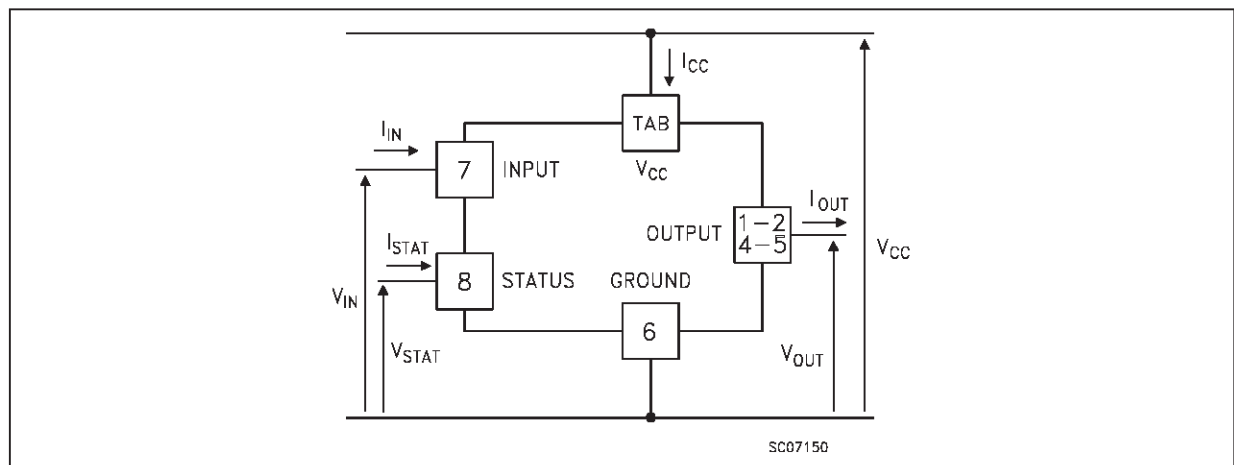 I_CC
TAB
V_CC
I_IN
7
INPUT
I_OUT
1-2
4-5
OUTPUT
V_CC
I_STAT
8
STATUS
GROUND
6
V_IN
V_STAT
V_OUT
SC07150